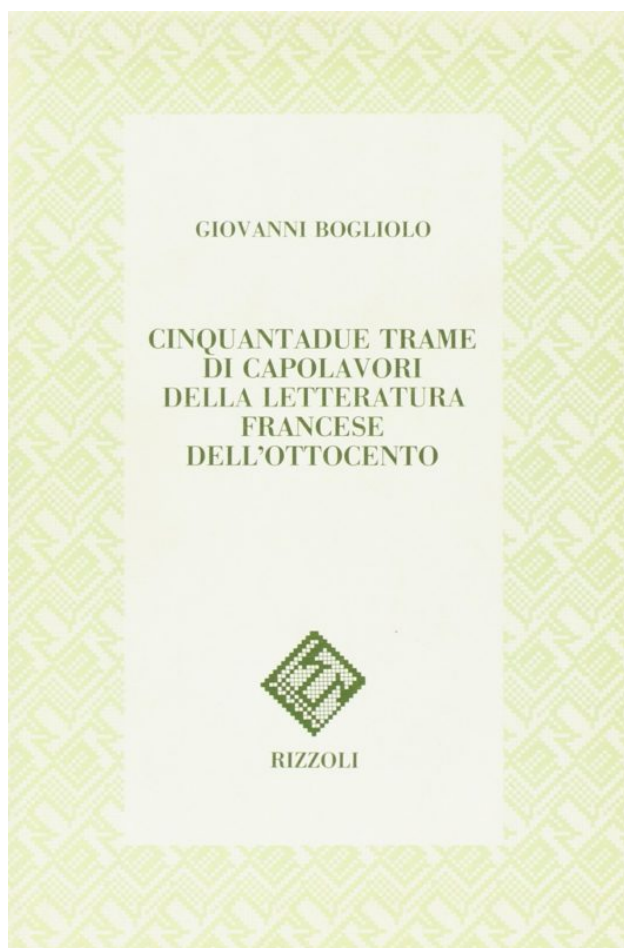 GIOVANNI BOGLIOLO
CINQUANTADUE TRAME
DI CAPOLAVORI
DELLA LETTERATURA
FRANCESE
DELL'OTTOCENTO
RIZZOLI